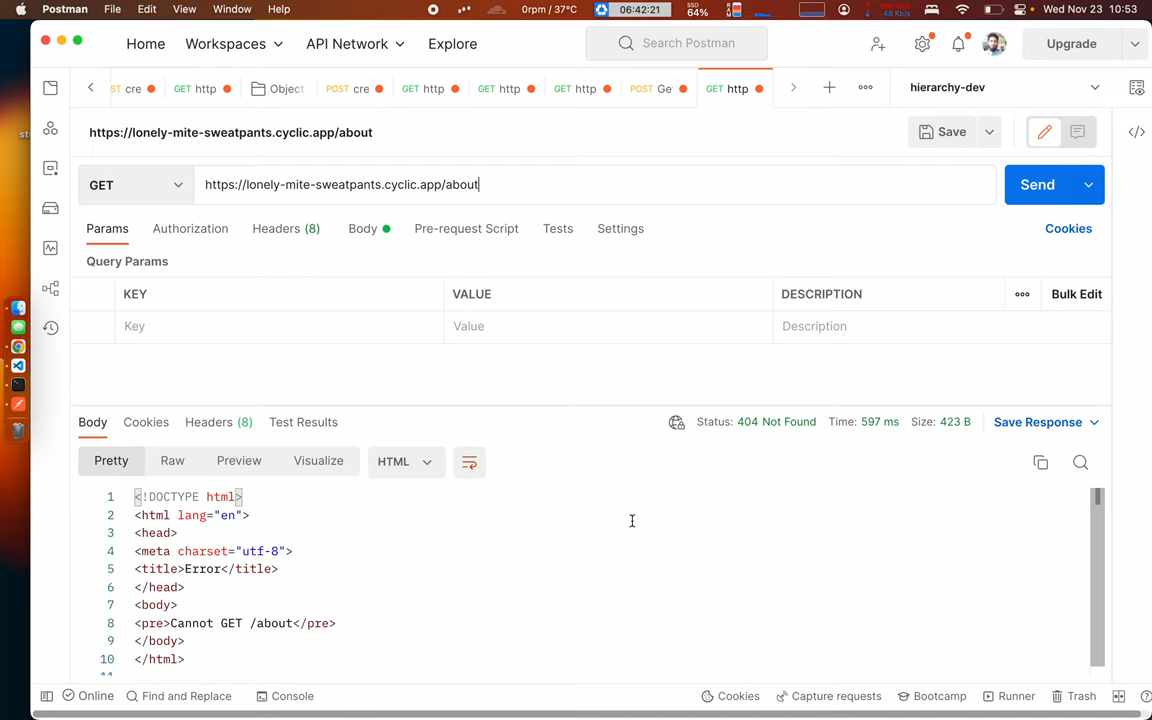 Postman File Edit View Window Help 0rpm / 37°C 06:42:21 SSD 64% 48 Kb/s Wed Nov 23 10:53
Home Workspaces API Network Explore Search Postman Upgrade
ST cre GET http Object POST cre GET http GET http GET http POST Ge GET http hierarchy-dev
https://lonely-mite-sweatpants.cyclic.app/about Save
GET https://lonely-mite-sweatpants.cyclic.app/about Send
Params Authorization Headers (8) Body Pre-request Script Tests Settings Cookies
Query Params
KEY VALUE DESCRIPTION Bulk Edit
Key Value Description
Body Cookies Headers (8) Test Results Status: 404 Not Found Time: 597 ms Size: 423 B Save Response
Pretty Raw Preview Visualize HTML
1 <!DOCTYPE html>
2 <html lang="en">
3 <head>
4 <meta charset="utf-8">
5 <title>Error</title>
6 </head>
7 <body>
8 <pre>Cannot GET /about</pre>
9 </body>
10 </html>
11
Online Find and Replace Console Cookies Capture requests Bootcamp Runner Trash